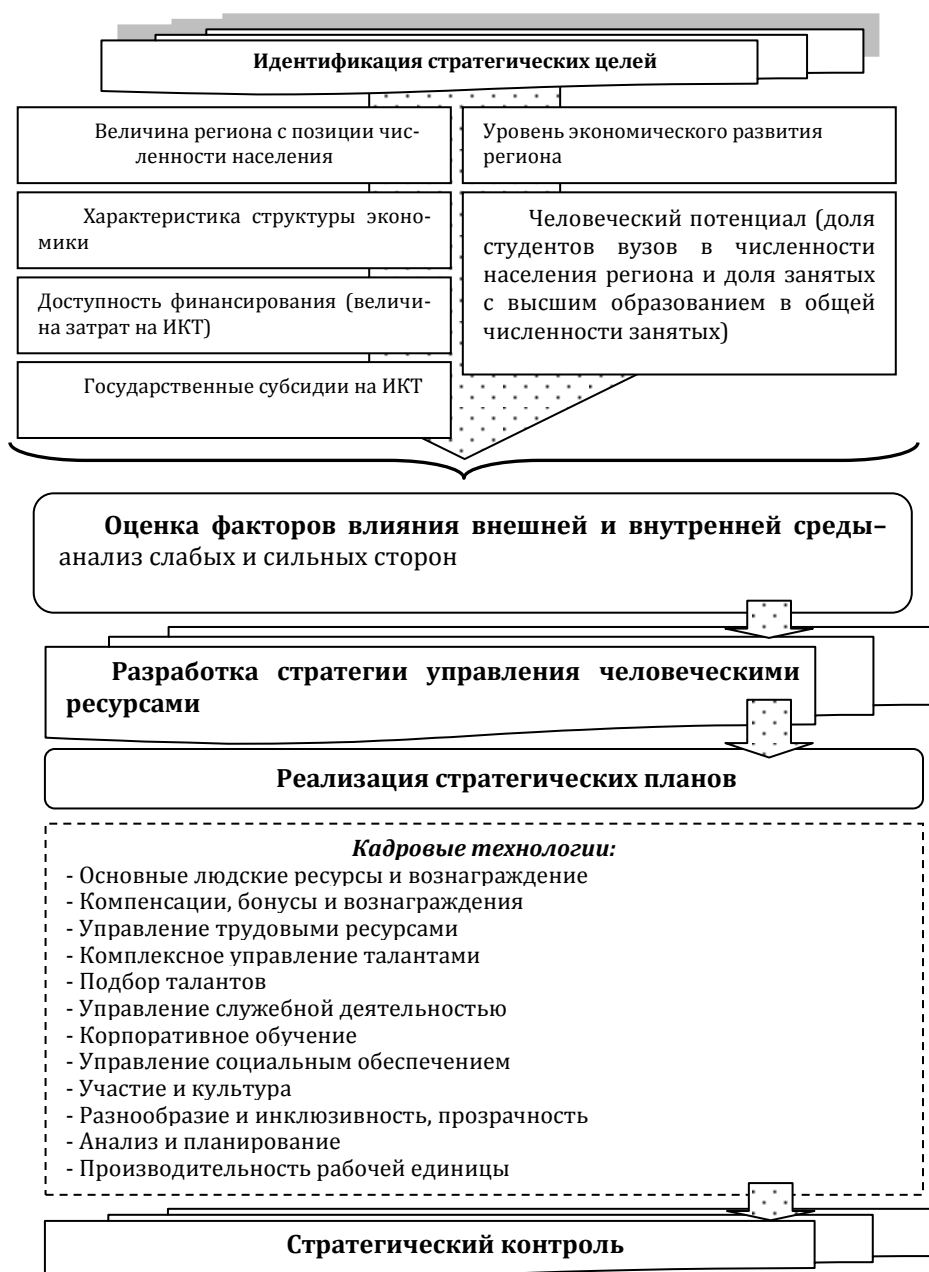 Идентификация стратегических целей
Величина региона с позиции чис-
ленности населения
Уровень экономического развития
региона
Характеристика структуры эконо-
мики
Человеческий потенциал (доля
студентов вузов в численности
населения региона и доля занятых
с высшим образованием в общей
численности занятых)
Доступность финансирования (величи-
на затрат на ИКТ)
Государственные субсидии на ИКТ
Оценка факторов влияния внешней и внутренней среды–
анализ слабых и сильных сторон
Разработка стратегии управления человеческими
ресурсами
Реализация стратегических планов
Кадровые технологии:
- Основные людские ресурсы и вознаграждение
- Компенсации, бонусы и вознаграждения
- Управление трудовыми ресурсами
- Комплексное управление талантами
- Подбор талантов
- Управление служебной деятельностью
- Корпоративное обучение
- Управление социальным обеспечением
- Участие и культура
- Разнообразие и инклюзивность, прозрачность
- Анализ и планирование
- Производительность рабочей единицы
Стратегический контроль